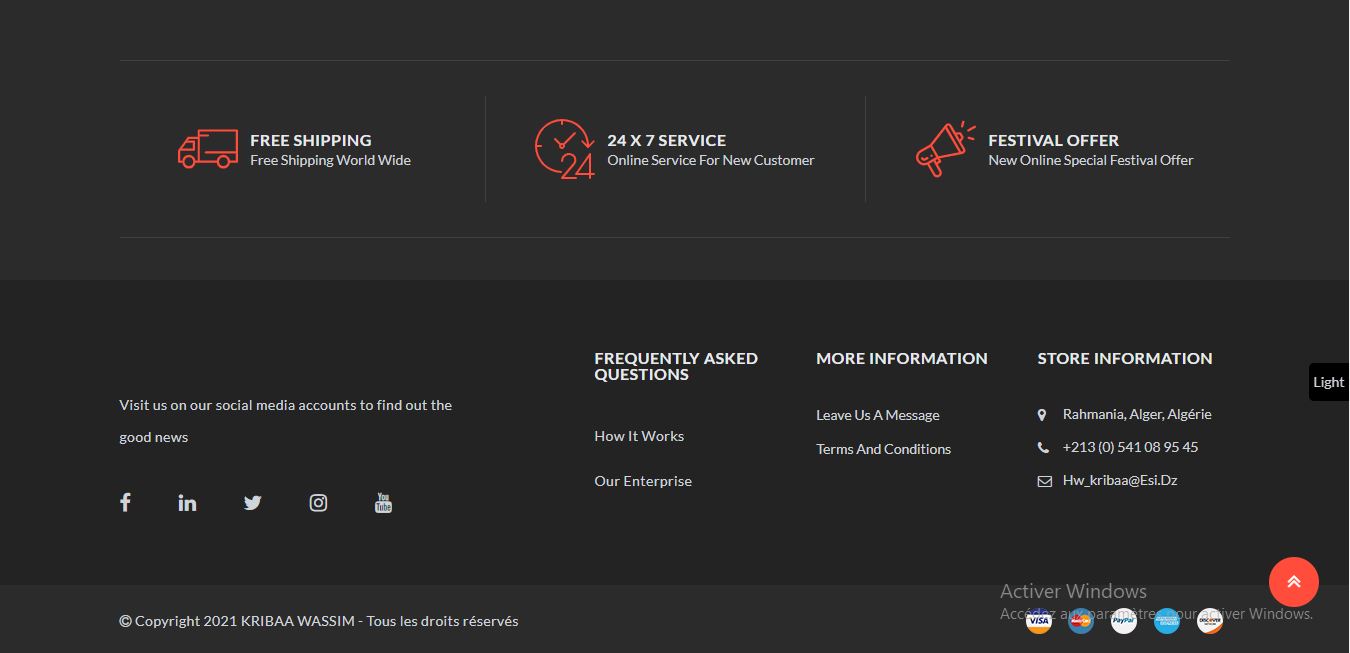 FREE SHIPPING
Free Shipping World Wide
24
24 X 7 SERVICE
Online Service For New Customer
FESTIVAL OFFER
New Online Special Festival Offer
Visit us on our social media accounts to find out the
good news
You
Tube
FREQUENTLY ASKED
QUESTIONS
How It Works
Our Enterprise
MORE INFORMATION
Leave Us A Message
Terms And Conditions
STORE INFORMATION
Rahmania, Alger, Algérie
+213 (0) 541 08 95 45
Hw_kribaa@Esi.Dz
Light
© Copyright 2021 KRIBAA WASSIM - Tous les droits réservés
Activer Windows
Accédez aux paramètres pour activer Windows.
VISA
MasterCard
PayPal
DISCOVER